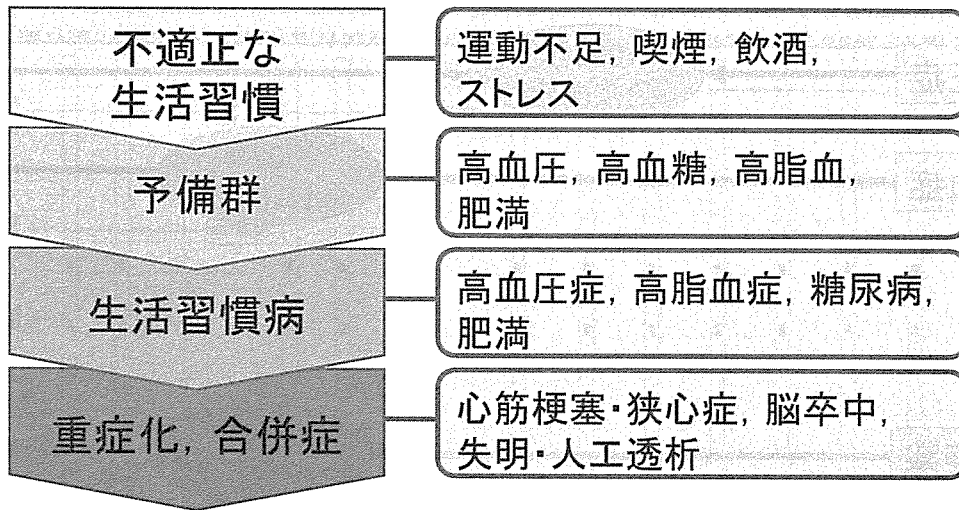 不適正な
生活習慣
運動不足, 喫煙, 飲酒,
ストレス
予備群
高血圧, 高血糖, 高脂血,
肥満
生活習慣病
高血圧症, 高脂血症, 糖尿病,
肥満
重症化, 合併症
心筋梗塞・狭心症, 脳卒中,
失明・人工透析